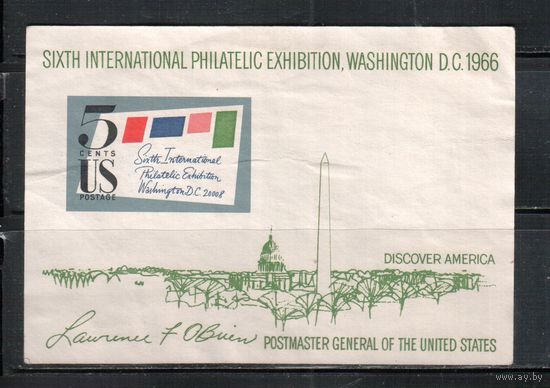 SIXTH INTERNATIONAL PHILATELIC EXHIBITION, WASHINGTON D.C. 1966
5
CENTS
US
POSTAGE
Sixth International
Philatelic Exhibition
Washington D.C. 20008
DISCOVER AMERICA
Lawrence F O'Brien
POSTMASTER GENERAL OF THE UNITED STATES
www.ay.by